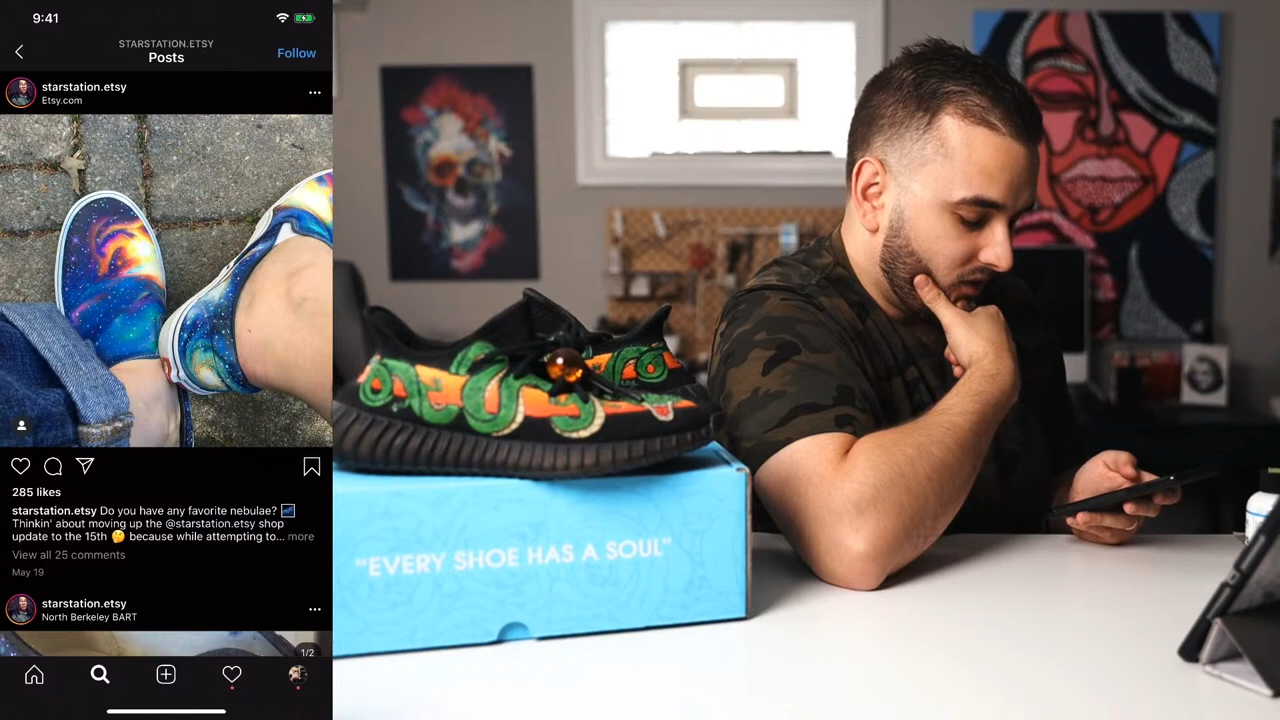 9:41
STARSTATION.ETSY
Posts
Follow
starstation.etsy
Etsy.com
285 likes
starstation.etsy Do you have any favorite nebulae?
Thinkin' about moving up the @starstation.etsy shop
update to the 15th 🤔 because while attempting to... more
View all 25 comments
May 19
starstation.etsy
North Berkeley BART
1/2
"EVERY SHOE HAS A SOUL"